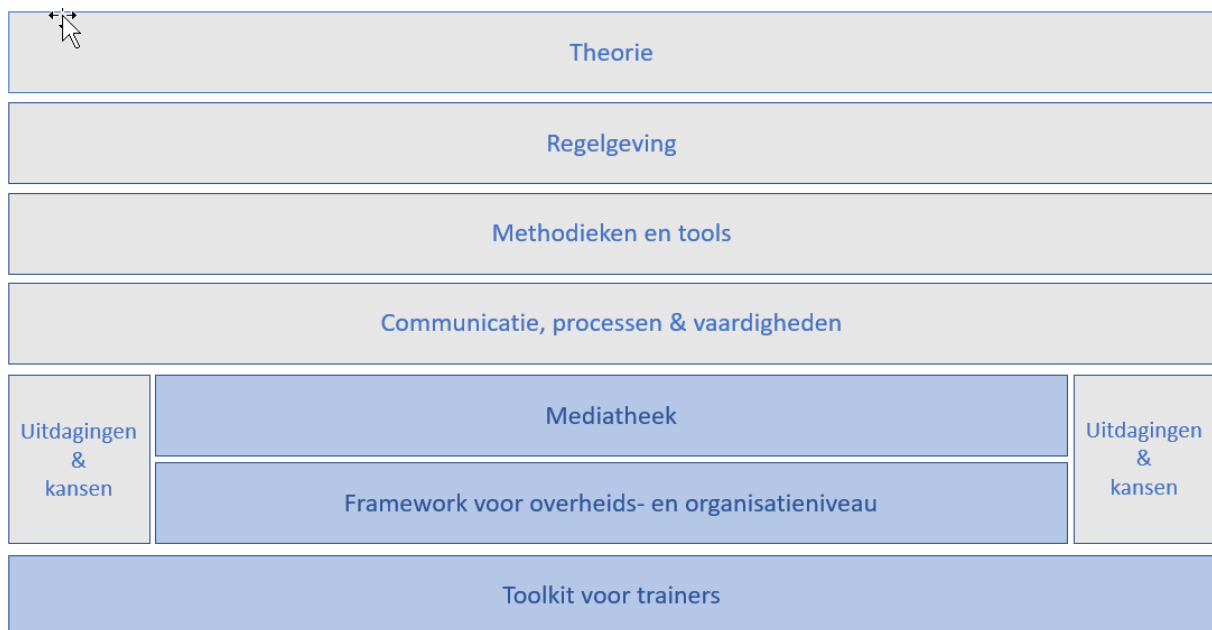 Theorie
Regelgeving
Methodieken en tools
Communicatie, processen & vaardigheden
Uitdagingen
&
kansen
Mediatheek
Framework voor overheids- en organisatieniveau
Uitdagingen
&
kansen
Toolkit voor trainers